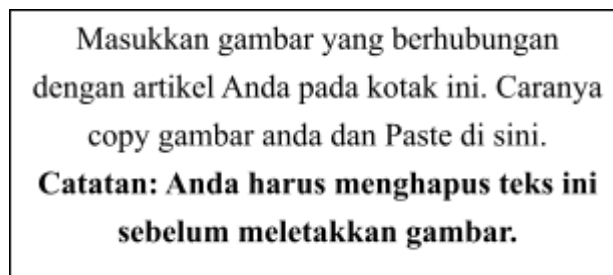 Masukkan gambar yang berhubungan
dengan artikel Anda pada kotak ini. Caranya
copy gambar anda dan Paste di sini.
Catatan: Anda harus menghapus teks ini
sebelum meletakkan gambar.